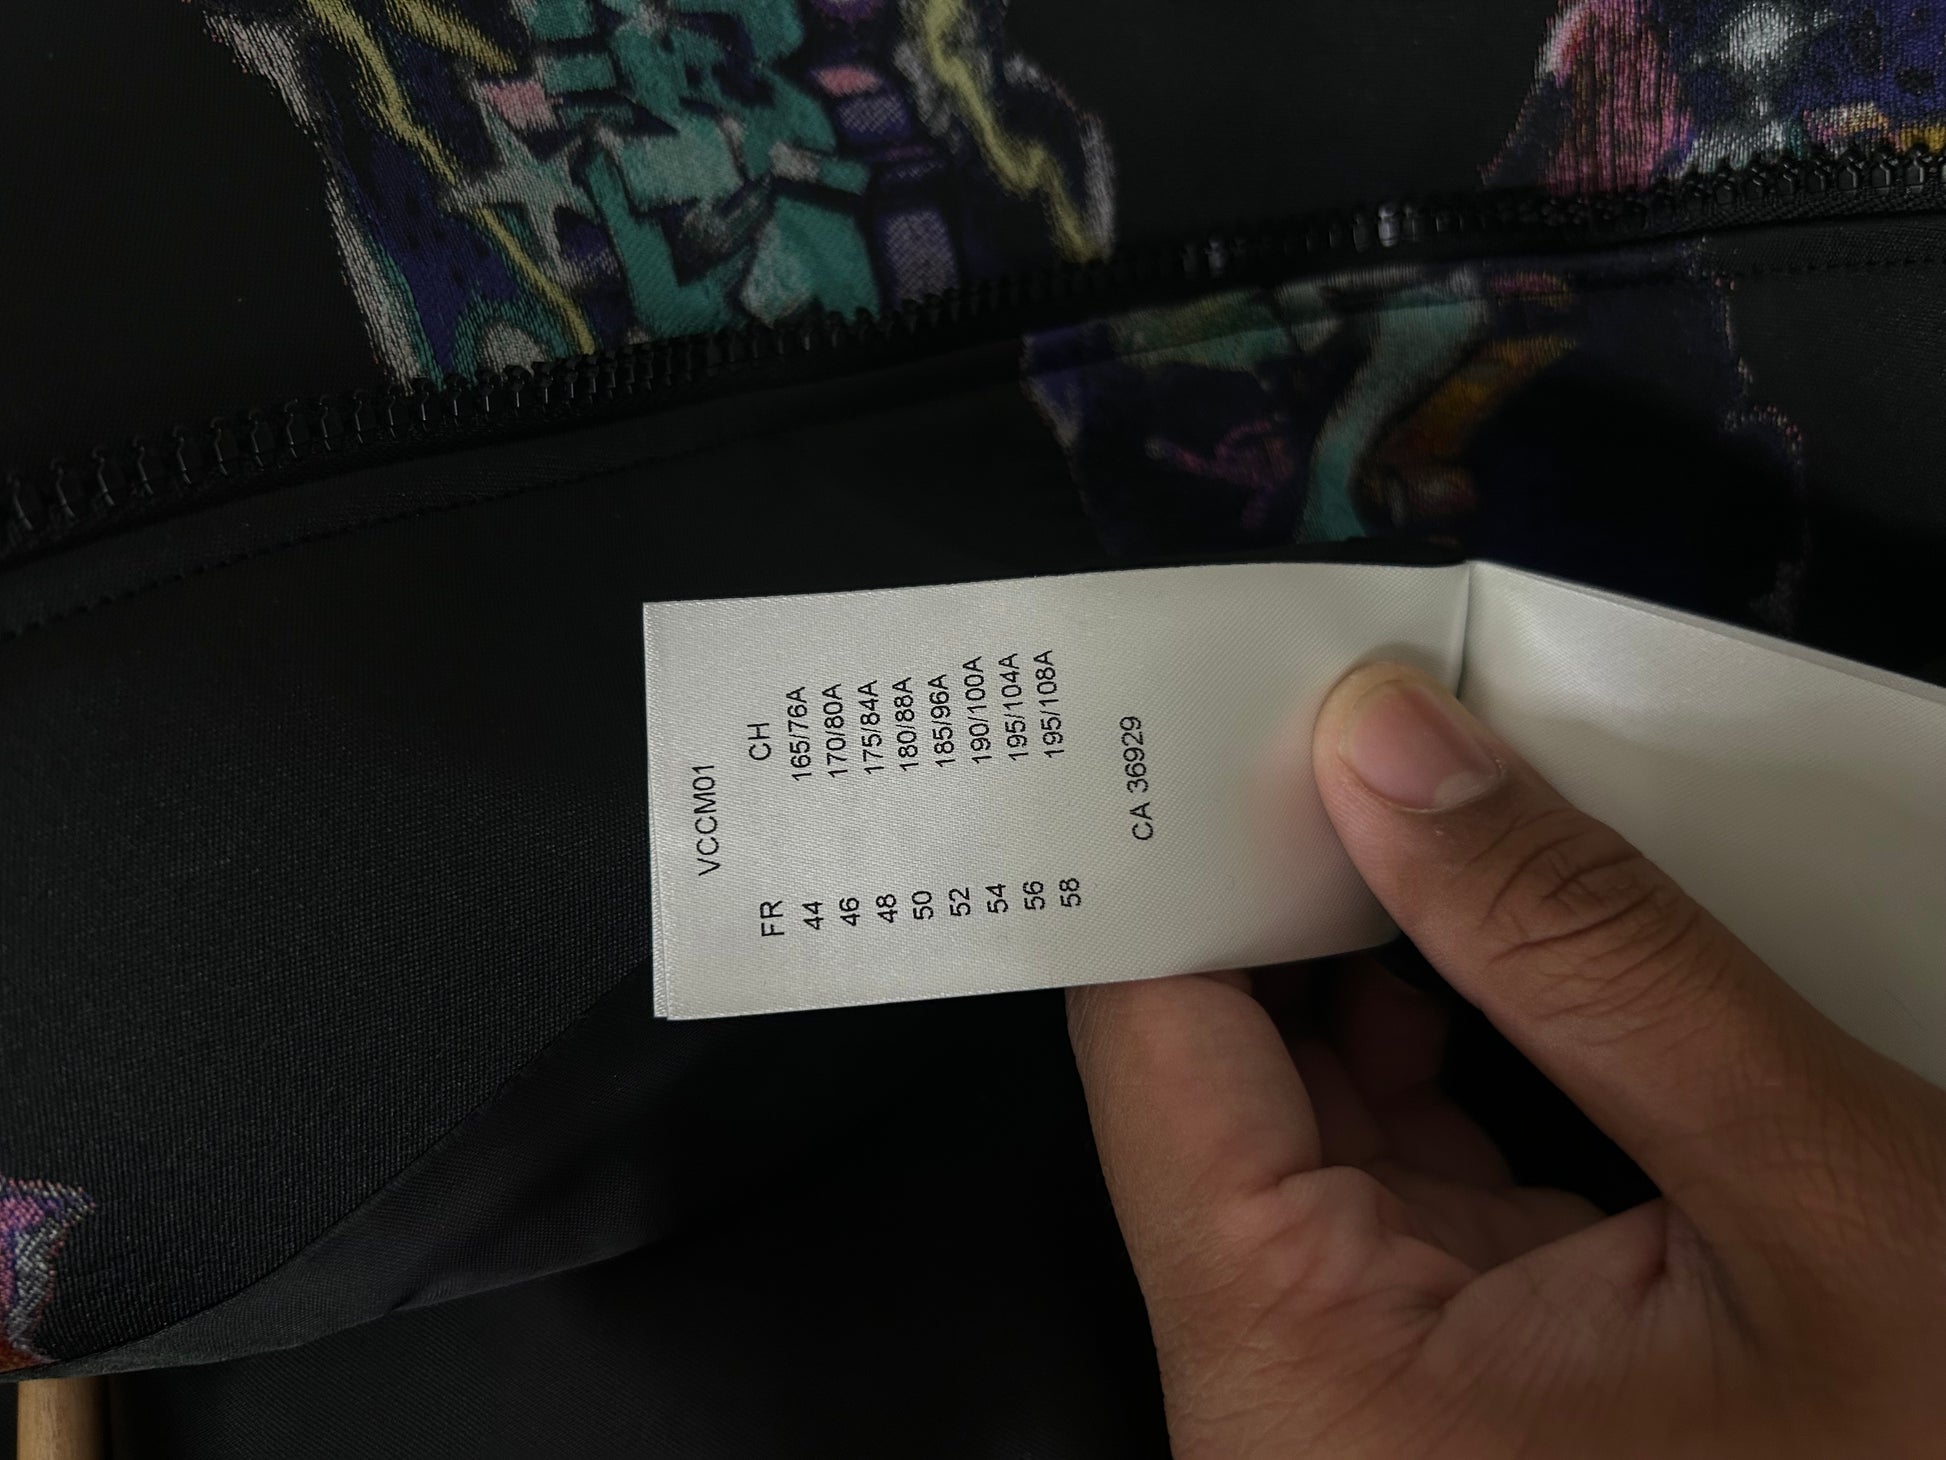 VCCM01
FR CH
44 165/76A
46 170/80A
48 175/84A
50 180/88A
52 185/96A
54 190/100A
56 195/104A
58 195/108A
CA 36929